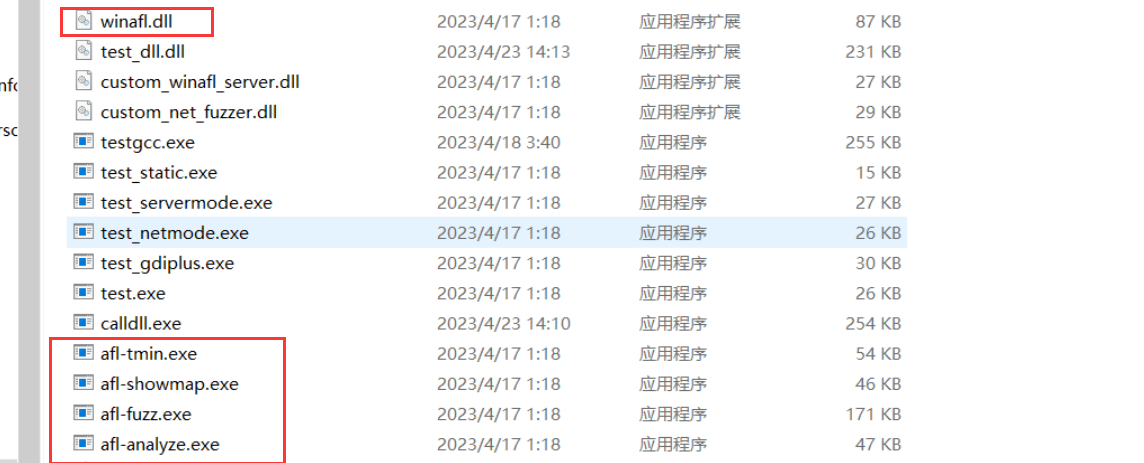 winafl.dll 2023/4/17 1:18 应用程序扩展 87 KB
test_dll.dll 2023/4/23 14:13 应用程序扩展 231 KB
custom_winafl_server.dll 2023/4/17 1:18 应用程序扩展 27 KB
custom_net_fuzzer.dll 2023/4/17 1:18 应用程序扩展 29 KB
testgcc.exe 2023/4/18 3:40 应用程序 255 KB
test_static.exe 2023/4/17 1:18 应用程序 15 KB
test_servermode.exe 2023/4/17 1:18 应用程序 27 KB
test_netmode.exe 2023/4/17 1:18 应用程序 26 KB
test_gdiplus.exe 2023/4/17 1:18 应用程序 30 KB
test.exe 2023/4/17 1:18 应用程序 26 KB
calldll.exe 2023/4/23 14:10 应用程序 254 KB
afl-tmin.exe 2023/4/17 1:18 应用程序 54 KB
afl-showmap.exe 2023/4/17 1:18 应用程序 46 KB
afl-fuzz.exe 2023/4/17 1:18 应用程序 171 KB
afl-analyze.exe 2023/4/17 1:18 应用程序 47 KB